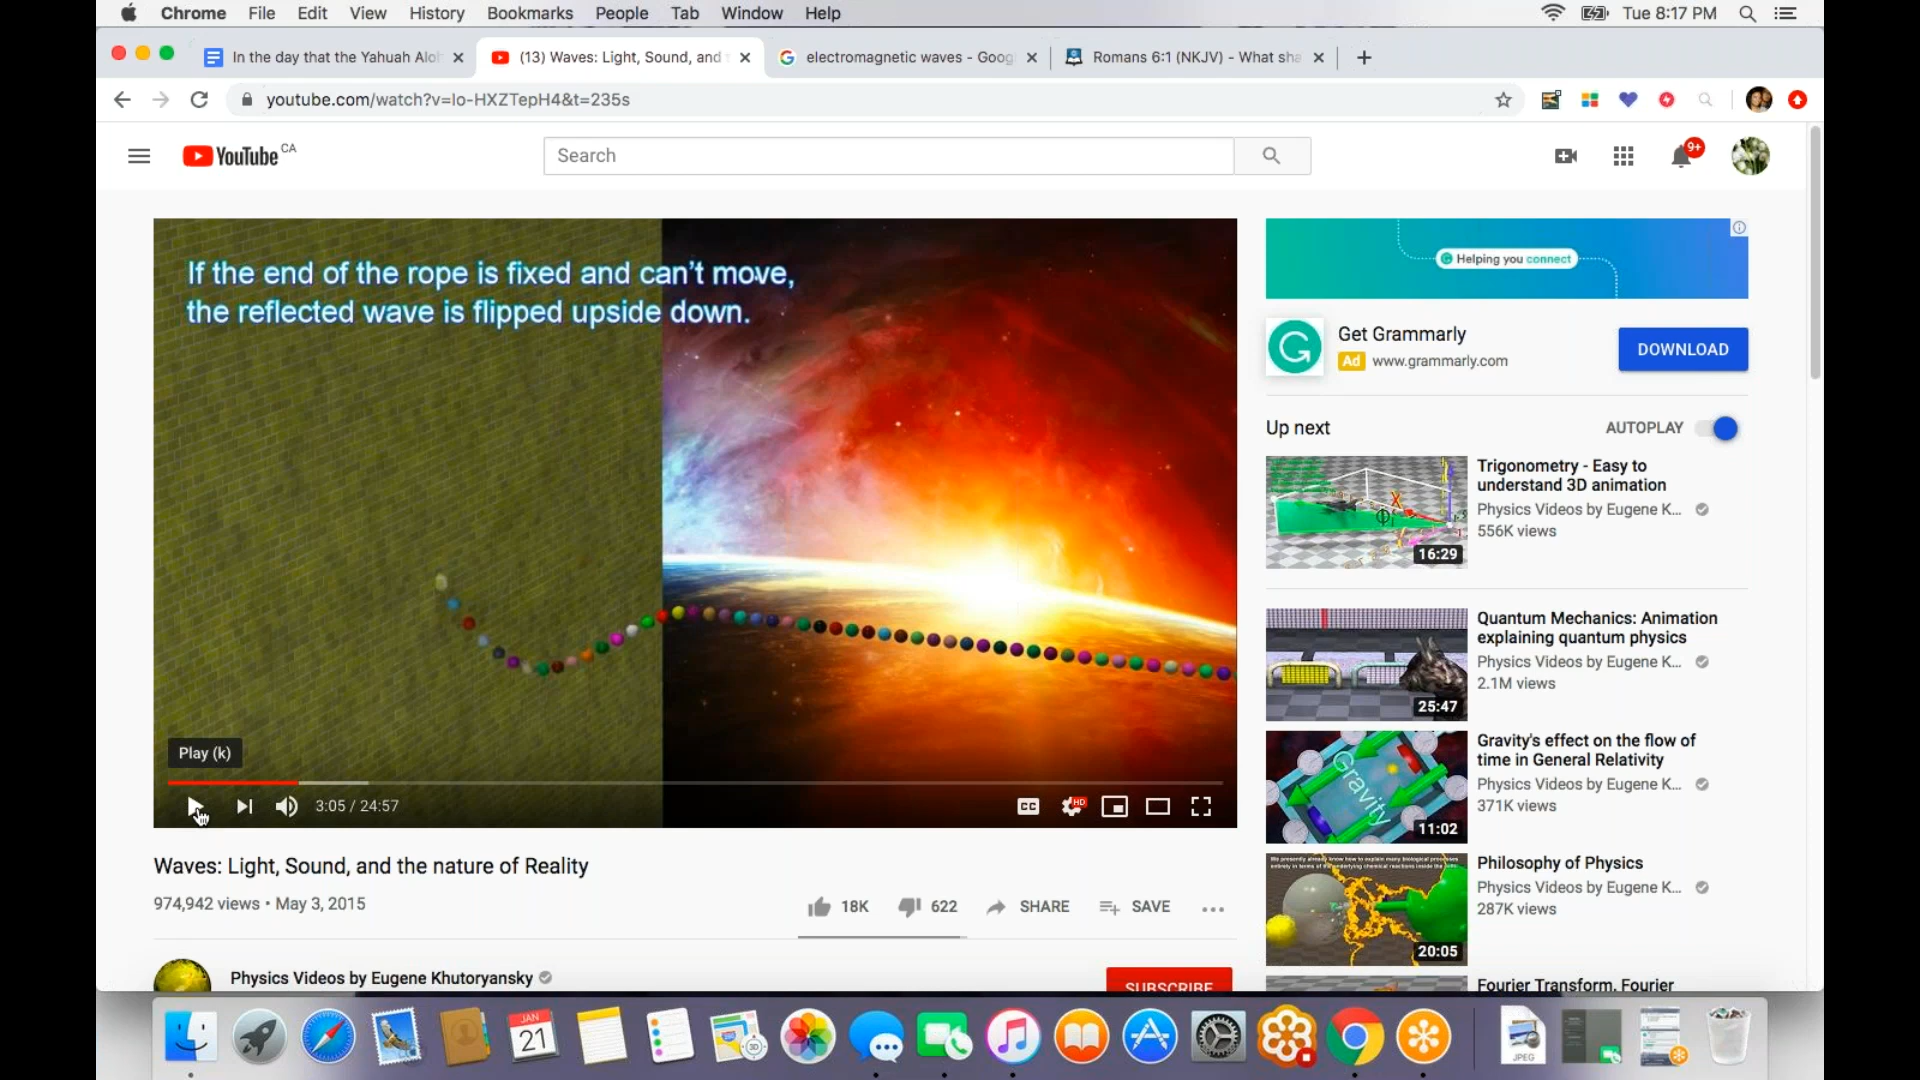 Chrome File Edit View History Bookmarks People Tab Window Help Tue 8:17 PM
In the day that the Yahuah Aloh
(13) Waves: Light, Sound, and
electromagnetic waves - Goog
Romans 6:1 (NKJV) - What sha
youtube.com/watch?v=Io-HXZTepH4&t=235s
YouTube CA
Search
9+
If the end of the rope is fixed and can't move,
the reflected wave is flipped upside down.
Play (k)
3:05 / 24:57
CC
HD
Waves: Light, Sound, and the nature of Reality
974,942 views • May 3, 2015
18K 622 SHARE SAVE
Physics Videos by Eugene Khutoryansky
SUBSCRIBE
Helping you connect
Get Grammarly
Ad www.grammarly.com
DOWNLOAD
Up next
AUTOPLAY
Trigonometry - Easy to
understand 3D animation
Physics Videos by Eugene K...
556K views
16:29
Quantum Mechanics: Animation
explaining quantum physics
Physics Videos by Eugene K...
2.1M views
25:47
Gravity's effect on the flow of
time in General Relativity
Physics Videos by Eugene K...
371K views
Gravity
11:02
Philosophy of Physics
Physics Videos by Eugene K...
287K views
20:05
Fourier Transform, Fourier
JAN
21
3D
JPEG